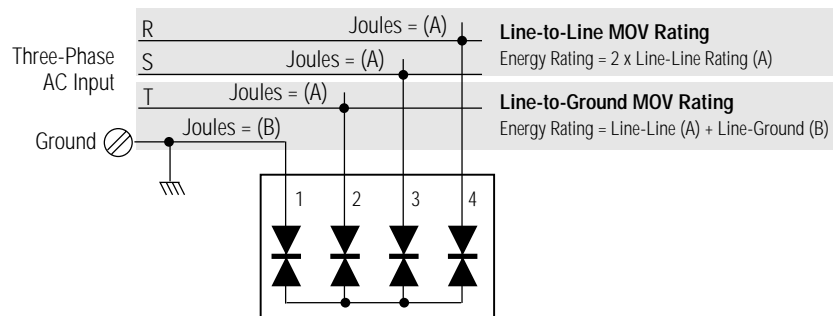 R
Joules = (A)
Line-to-Line MOV Rating
Three-Phase
AC Input
S
Joules = (A)
Energy Rating = 2 x Line-Line Rating (A)
T
Joules = (A)
Line-to-Ground MOV Rating
Ground
Joules = (B)
Energy Rating = Line-Line (A) + Line-Ground (B)
1 2 3 4